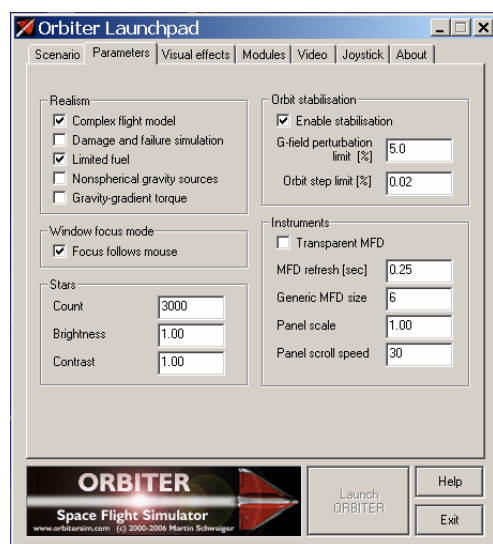 Orbiter Launchpad
Scenario Parameters Visual effects Modules Video Joystick About
Realism
Complex flight model
Damage and failure simulation
Limited fuel
Nonspherical gravity sources
Gravity-gradient torque
Window focus mode
Focus follows mouse
Stars
Count 3000
Brightness 1.00
Contrast 1.00
Orbit stabilisation
Enable stabilisation
G-field perturbation
limit [%] 5.0
Orbit step limit [%] 0.02
Instruments
Transparent MFD
MFD refresh [sec] 0.25
Generic MFD size 6
Panel scale 1.00
Panel scroll speed 30
ORBITER
Space Flight Simulator
www.orbitersim.com (c) 2000-2006 Martin Schweiger
Launch
ORBITER
Help
Exit